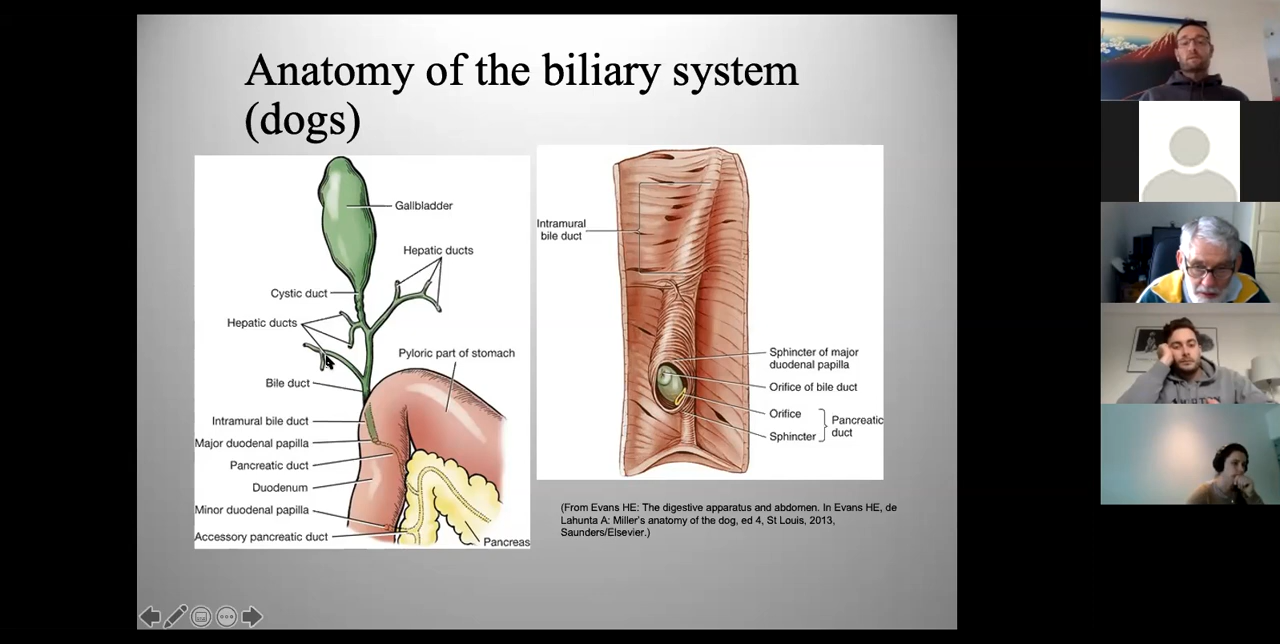 Anatomy of the biliary system
(dogs)
Gallbladder
Hepatic ducts
Cystic duct
Hepatic ducts
Pyloric part of stomach
Bile duct
Intramural bile duct
Major duodenal papilla
Pancreatic duct
Duodenum
Minor duodenal papilla
Accessory pancreatic duct
Pancreas
Intramural
bile duct
Sphincter of major
duodenal papilla
Orifice of bile duct
Orifice
Sphincter
Pancreatic
duct
(From Evans HE: The digestive apparatus and abdomen. In Evans HE, de
Lahunta A: Miller's anatomy of the dog, ed 4, St Louis, 2013,
Saunders/Elsevier.)